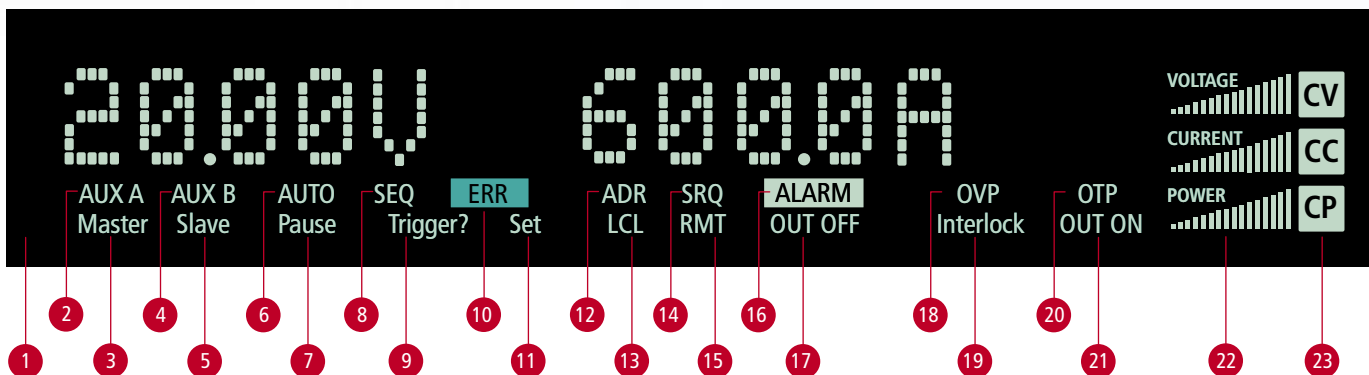 20.00V 600.0A
VOLTAGE CV
CURRENT CC
POWER CP
AUX A AUX B AUTO SEQ ERR ADR SRQ ALARM OVP OTP
Master Slave Pause Trigger? Set LCL RMT OUT OFF Interlock OUT ON
2 4 6 8 10 12 14 16 18 20
1 3 5 7 9 11 13 15 17 19 21 22 23